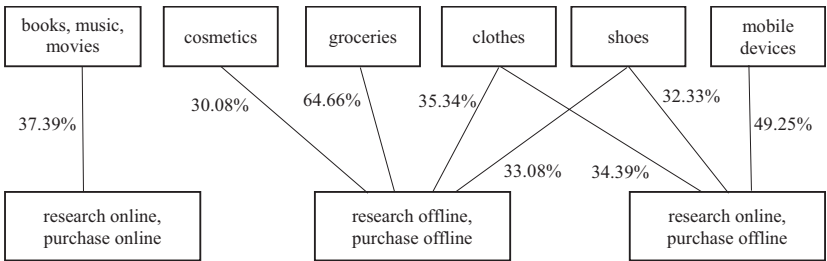 books, music,
movies
cosmetics
groceries
clothes
shoes
mobile
devices
37.39%
30.08%
64.66%
35.34%
32.33%
49.25%
33.08%
34.39%
research online,
purchase online
research offline,
purchase offline
research online,
purchase offline